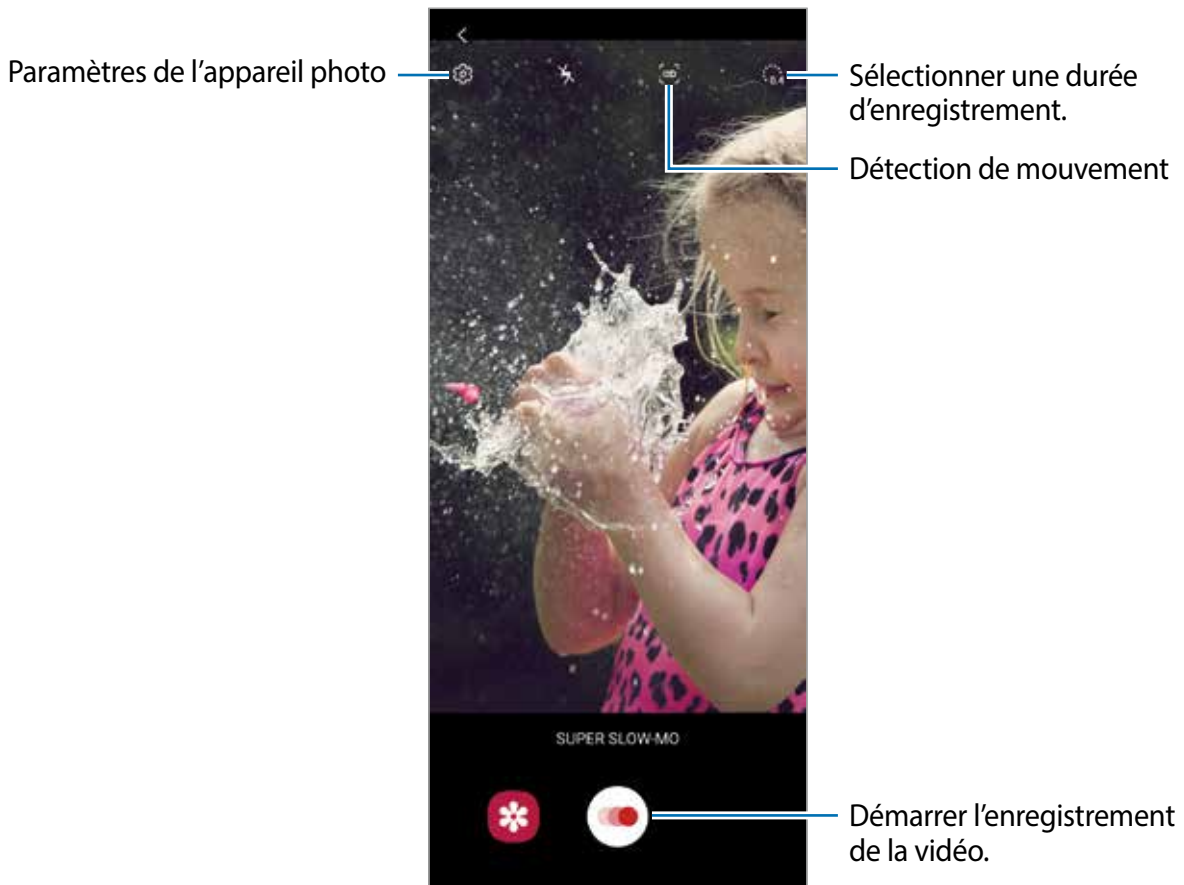 Paramètres de l'appareil photo
Sélectionner une durée
d'enregistrement.
Détection de mouvement
SUPER SLOW-MO
Démarrer l'enregistrement
de la vidéo.